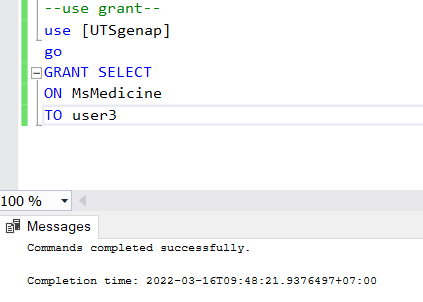 --use grant--
use [UTSgenap]
go
GRANT SELECT
ON MsMedicine
TO user3
100 %
Messages
Commands completed successfully.
Completion time: 2022-03-16T09:48:21.9376497+07:00